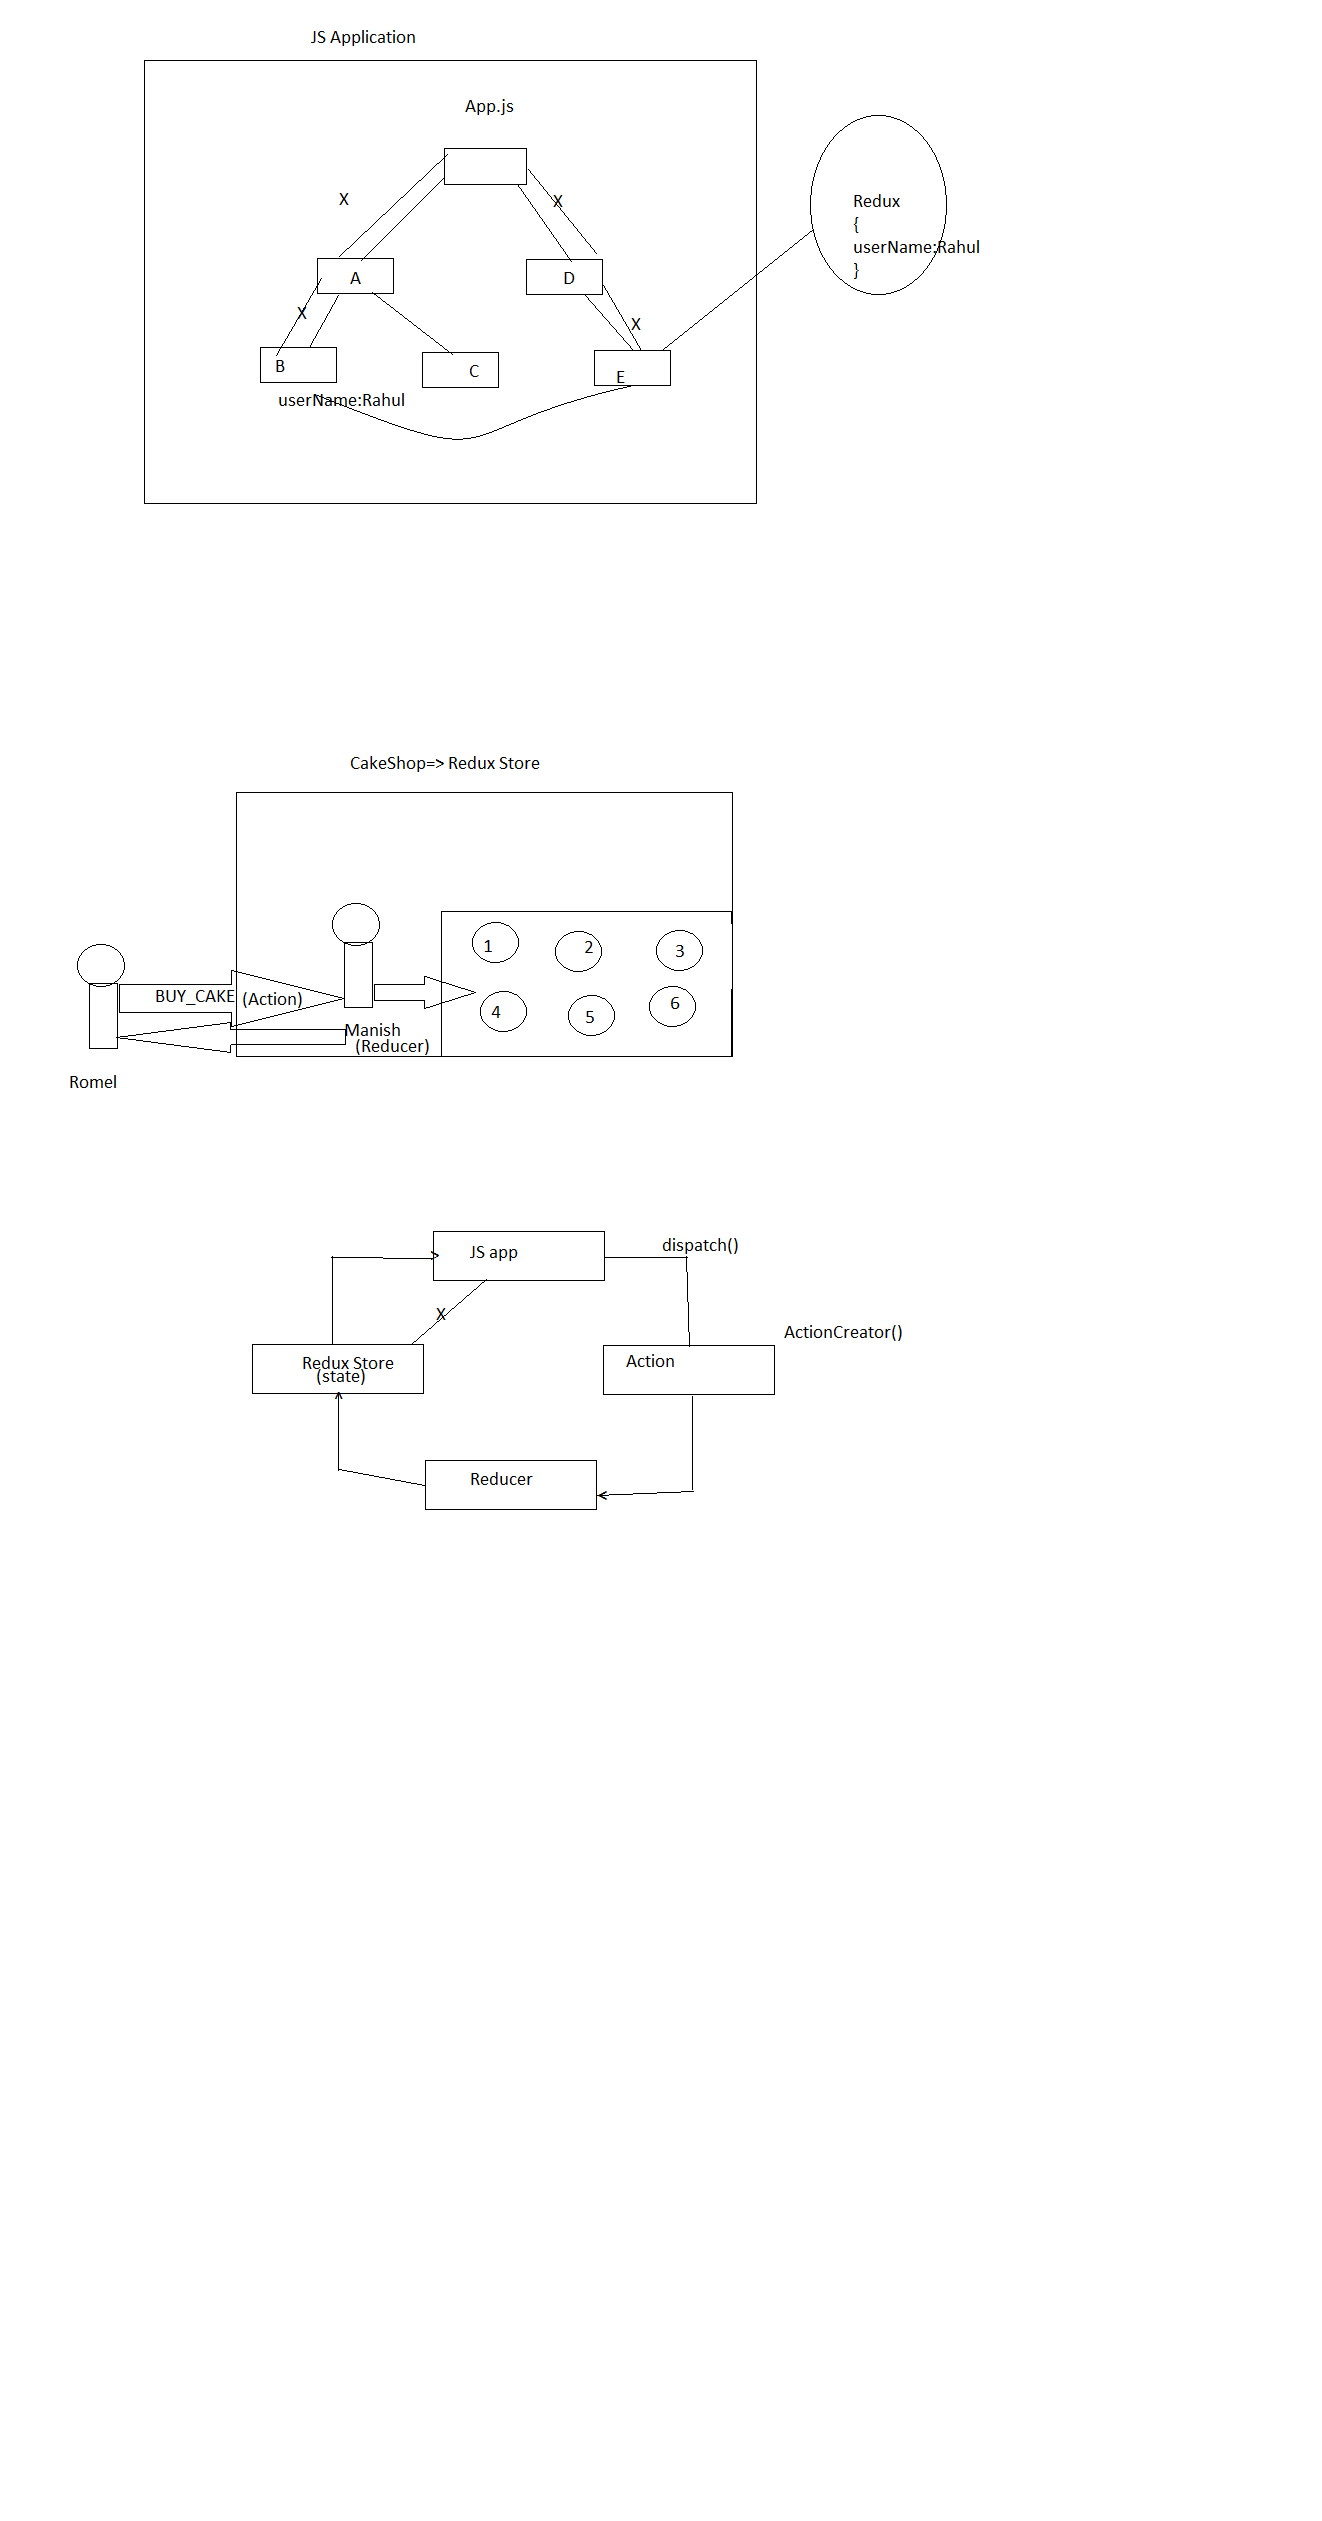 JS Application
App.js
X
X
Redux
{
userName:Rahul
}
A
D
X
X
B
C
E
userName:Rahul
CakeShop=> Redux Store
1
2
3
BUY_CAKE (Action)
4
5
6
Manish
(Reducer)
Romel
JS app
dispatch()
>
X
ActionCreator()
Redux Store
(state)
Action
^
Reducer
<